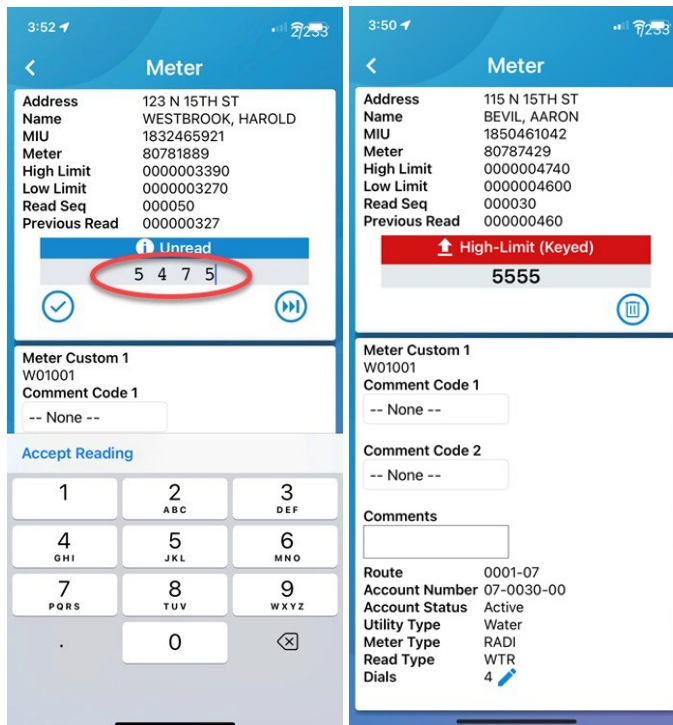 3:52
2/233
Meter
Address 123 N 15TH ST
Name WESTBROOK, HAROLD
MIU 1832465921
Meter 80781889
High Limit 0000003390
Low Limit 0000003270
Read Seq 000050
Previous Read 000000327
Unread
5 4 7 5
Meter Custom 1
W01001
Comment Code 1
-- None --
Accept Reading
1
2 ABC
3 DEF
4 GHI
5 JKL
6 MNO
7 PQRS
8 TUV
9 WXYZ
.
0
3:50
1/233
Meter
Address 115 N 15TH ST
Name BEVIL, AARON
MIU 1850461042
Meter 80787429
High Limit 0000004740
Low Limit 0000004600
Read Seq 000030
Previous Read 000000460
High-Limit (Keyed)
5555
Meter Custom 1
W01001
Comment Code 1
-- None --
Comment Code 2
-- None --
Comments
Route 0001-07
Account Number 07-0030-00
Account Status Active
Utility Type Water
Meter Type RADI
Read Type WTR
Dials 4